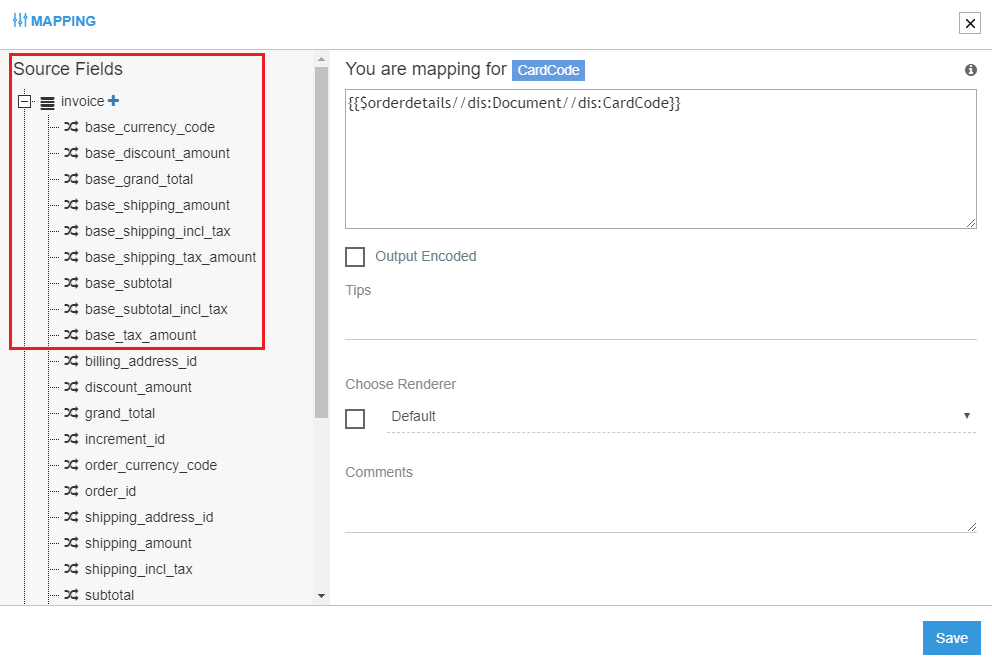 MAPPING
Source Fields
invoice
base_currency_code
base_discount_amount
base_grand_total
base_shipping_amount
base_shipping_incl_tax
base_shipping_tax_amount
base_subtotal
base_subtotal_incl_tax
base_tax_amount
billing_address_id
discount_amount
grand_total
increment_id
order_currency_code
order_id
shipping_address_id
shipping_amount
shipping_incl_tax
subtotal
You are mapping for CardCode
{{$orderdetails//dis:Document//dis:CardCode}}
Output Encoded
Tips
Choose Renderer
Default
Comments
Save